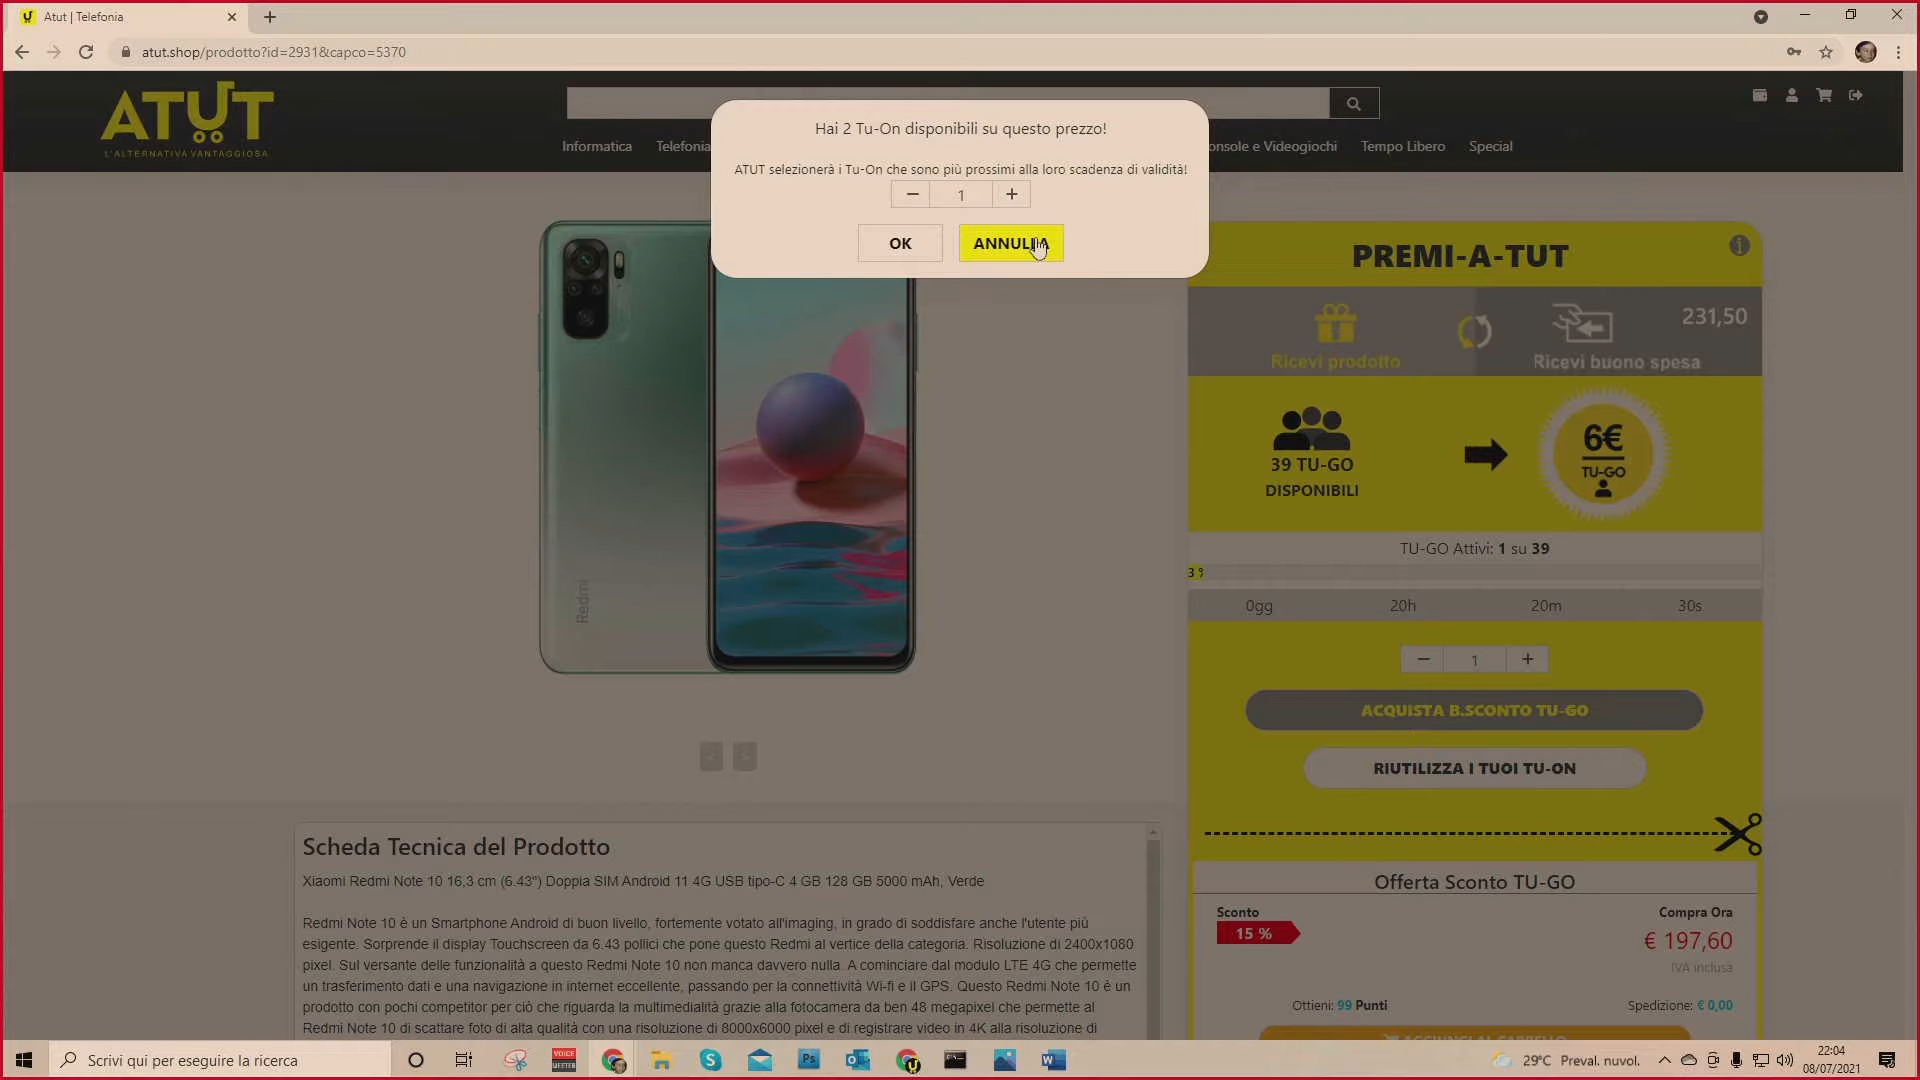 Atut | Telefonia
atut.shop/prodotto?id=2931&capco=5370
ATUT
L'ALTERNATIVA VANTAGGIOSA
Informatica
Telefonia
onsole e Videogiochi
Tempo Libero
Special
Hai 2 Tu-On disponibili su questo prezzo!
ATUT selezionerà i Tu-On che sono più prossimi alla loro scadenza di validità!
− 1 +
OK
ANNULLA
Redmi
PREMI-A-TUT
Ricevi prodotto
231,50
Ricevi buono spesa
39 TU-GO
DISPONIBILI
6€
TU-GO
TU-GO Attivi: 1 su 39
3 %
0gg 20h 20m 30s
− 1 +
ACQUISTA B.SCONTO TU-GO
RIUTILIZZA I TUOI TU-ON
Offerta Sconto TU-GO
Sconto
15 %
Compra Ora
€ 197,60
IVA inclusa
Ottieni: 99 Punti
Spedizione: € 0,00
AGGIUNGI AL CARRELLO
Scheda Tecnica del Prodotto
Xiaomi Redmi Note 10 16,3 cm (6.43") Doppia SIM Android 11 4G USB tipo-C 4 GB 128 GB 5000 mAh, Verde
Redmi Note 10 è un Smartphone Android di buon livello, fortemente votato all'imaging, in grado di soddisfare anche l'utente più
esigente. Sorprende il display Touchscreen da 6.43 pollici che pone questo Redmi al vertice della categoria. Risoluzione di 2400x1080
pixel. Sul versante delle funzionalità a questo Redmi Note 10 non manca davvero nulla. A cominciare dal modulo LTE 4G che permette
un trasferimento dati e una navigazione in internet eccellente, passando per la connettività Wi-fi e il GPS. Questo Redmi Note 10 è un
prodotto con pochi competitor per ciò che riguarda la multimedialità grazie alla fotocamera da ben 48 megapixel che permette al
Redmi Note 10 di scattare foto di alta qualità con una risoluzione di 8000x6000 pixel e di registrare video in 4K alla risoluzione di
Scrivi qui per eseguire la ricerca
VOICE
Ps
W
29°C Preval. nuvol.
22:04
08/07/2021